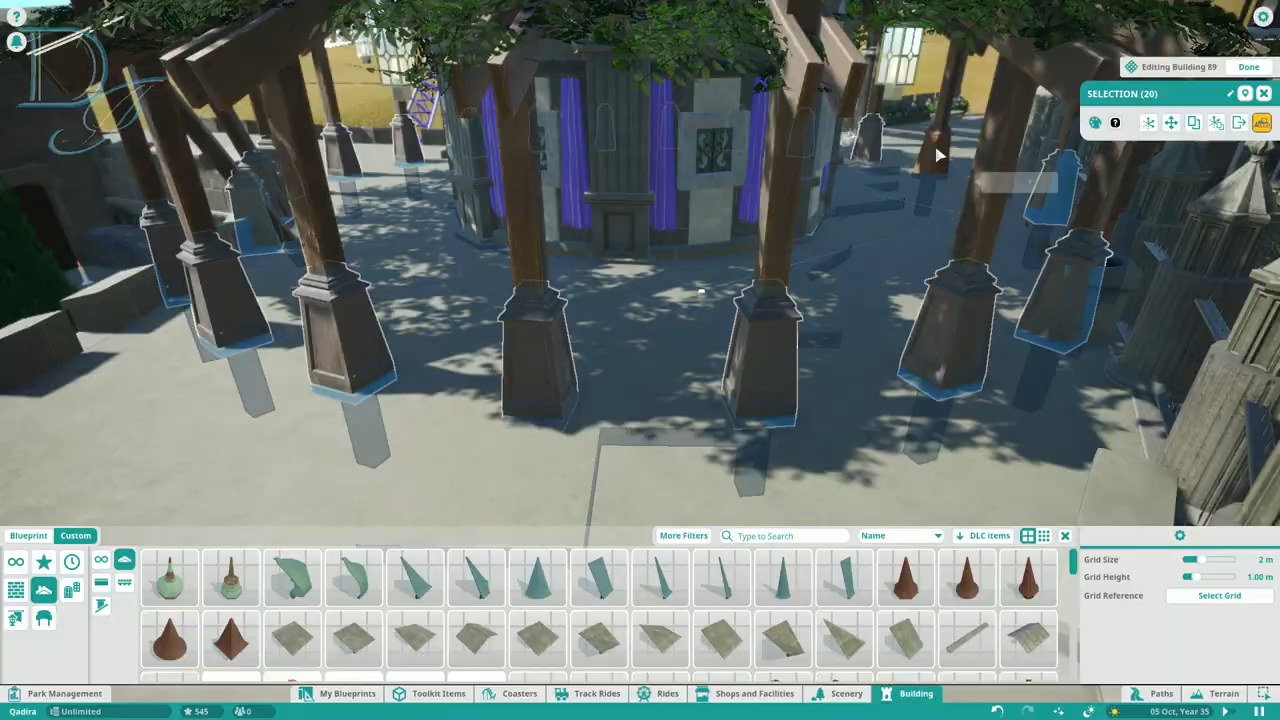 ?
Editing Building 89 Done
SELECTION (20)
?
Blueprint Custom
More Filters Type to Search Name DLC items
Grid Size 2 m
Grid Height 1.00 m
Grid Reference Select Grid
Park Management My Blueprints Toolkit Items Coasters Track Rides Rides Shops and Facilities Scenery Building Paths Terrain
Qadira Unlimited 545 0 05 Oct, Year 35